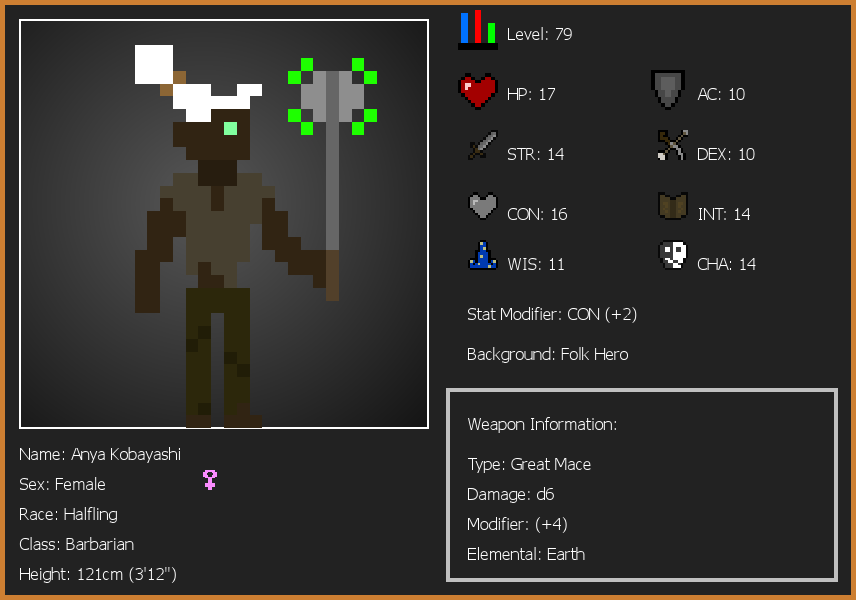 Level: 79
HP: 17
AC: 10
STR: 14
DEX: 10
CON: 16
INT: 14
WIS: 11
CHA: 14
Stat Modifier: CON (+2)
Background: Folk Hero
Weapon Information:
Type: Great Mace
Damage: d6
Modifier: (+4)
Elemental: Earth
Name: Anya Kobayashi
Sex: Female
Race: Halfling
Class: Barbarian
Height: 121cm (3'12")